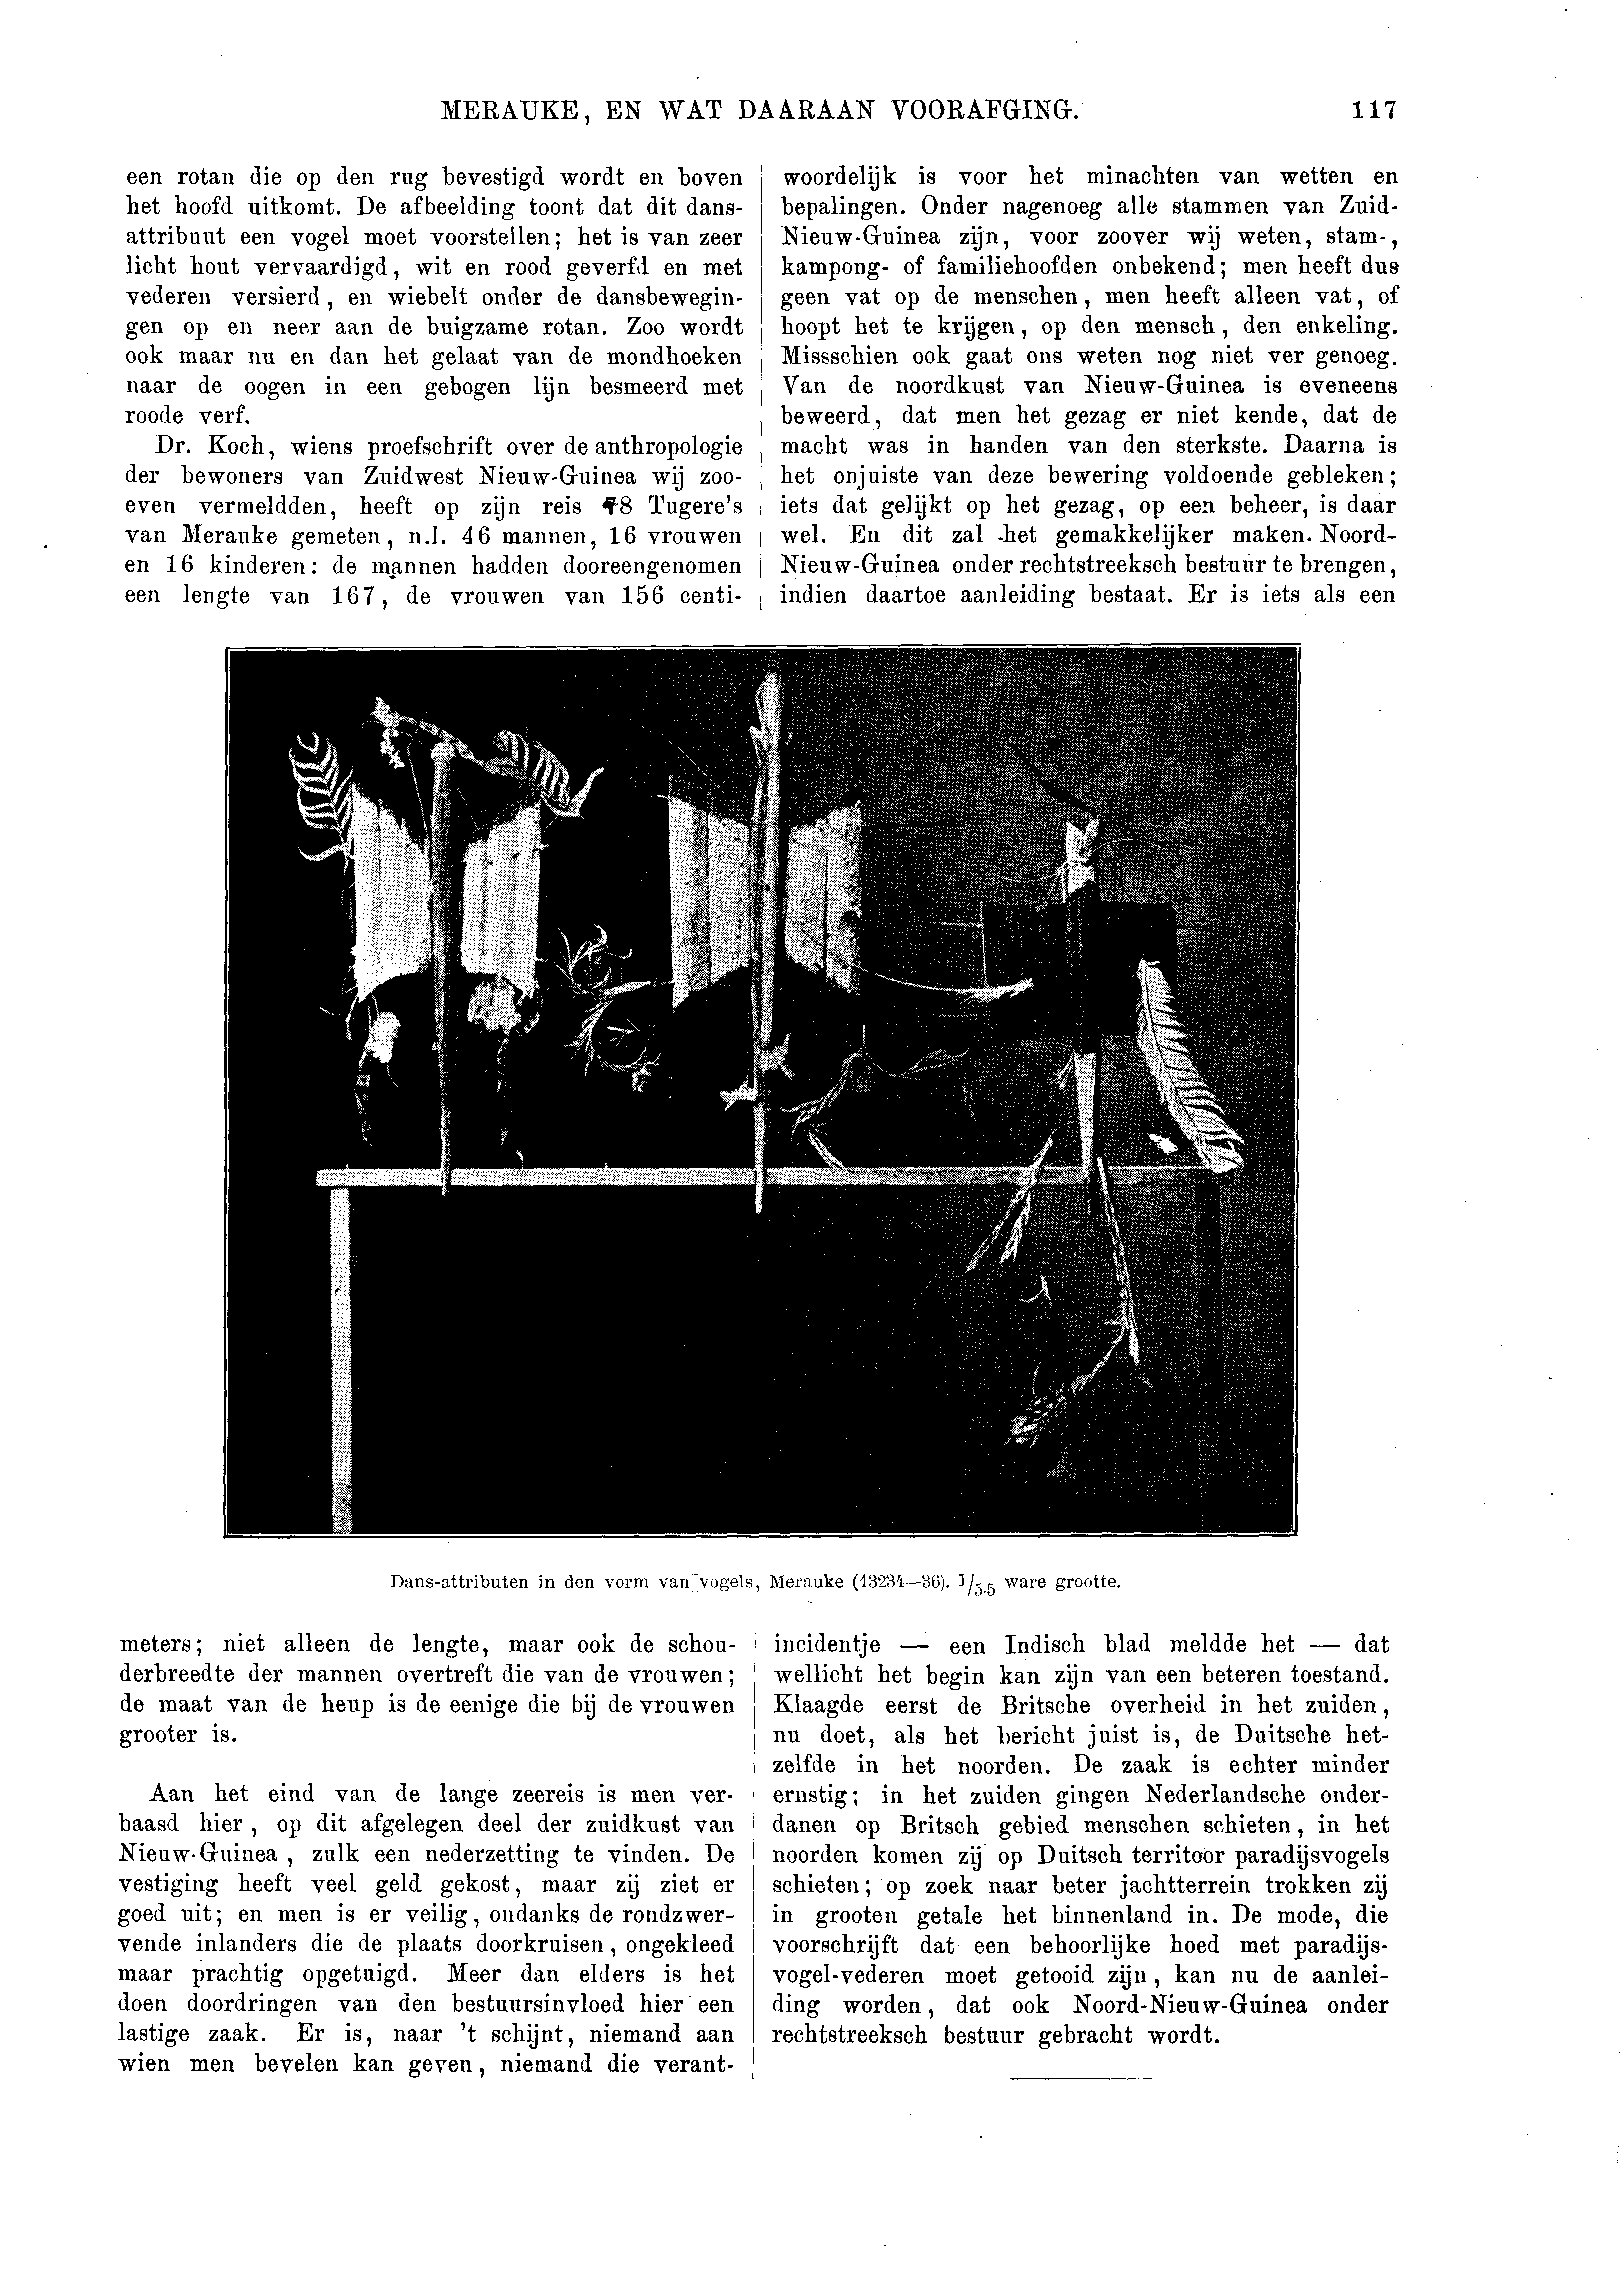 MERAUKE, EN WAT DAARAAN VOORAFGING.
117
een rotan die op den rug bevestigd wordt en boven
het hoofd uitkomt. De afbeelding toont dat dit dans-
attribuut een vogel moet voorstellen; het is van zeer
licht hout vervaardigd, wit en rood geverfd en met
vederen versierd, en wiebelt onder de dansbewegin-
gen op en neer aan de buigzame rotan. Zoo wordt
ook maar nu en dan het gelaat van de mondhoeken
naar de oogen in een gebogen lijn besmeerd met
roode verf.
Dr. Koch, wiens proefschrift over de anthropologie
der bewoners van Zuidwest Nieuw-Guinea wij zoo-
even vermeldden, heeft op zijn reis 78 Tugere's
van Merauke gemeten, n.l. 46 mannen, 16 vrouwen
en 16 kinderen: de mannen hadden dooreengenomen
een lengte van 167, de vrouwen van 156 centi-
meters; niet alleen de lengte, maar ook de schou-
derbreedte der mannen overtreft die van de vrouwen;
de maat van de heup is de eenige die bij de vrouwen
grooter is.
Aan het eind van de lange zeereis is men ver-
baasd hier, op dit afgelegen deel der zuidkust van
Nieuw-Guinea, zulk een nederzetting te vinden. De
vestiging heeft veel geld gekost, maar zij ziet er
goed uit; en men is er veilig, ondanks de rondzwer-
vende inlanders die de plaats doorkruisen, ongekleed
maar prachtig opgetuigd. Meer dan elders is het
doen doordringen van den bestuursinvloed hier een
lastige zaak. Er is, naar 't schijnt, niemand aan
wien men bevelen kan geven, niemand die verant-
woordelijk is voor het minachten van wetten en
bepalingen. Onder nagenoeg alle stammen van Zuid-
Nieuw-Guinea zijn, voor zoover wij weten, stam-,
kampong- of familiehoofden onbekend; men heeft dus
geen vat op de menschen, men heeft alleen vat, of
hoopt het te krijgen, op den mensch, den enkeling.
Missschien ook gaat ons weten nog niet ver genoeg.
Van de noordkust van Nieuw-Guinea is eveneens
beweerd, dat men het gezag er niet kende, dat de
macht was in handen van den sterkste. Daarna is
het onjuiste van deze bewering voldoende gebleken;
iets dat gelijkt op het gezag, op een beheer, is daar
wel. En dit zal het gemakkelijker maken. Noord-
Nieuw-Guinea onder rechtstreeksch bestuur te brengen,
indien daartoe aanleiding bestaat. Er is iets als een
incidentje — een Indisch blad meldde het — dat
wellicht het begin kan zijn van een beteren toestand.
Klaagde eerst de Britsche overheid in het zuiden,
nu doet, als het bericht juist is, de Duitsche het-
zelfde in het noorden. De zaak is echter minder
ernstig; in het zuiden gingen Nederlandsche onder-
danen op Britsch gebied menschen schieten, in het
noorden komen zij op Duitsch territoor paradijsvogels
schieten; op zoek naar beter jachtterrein trokken zij
in grooten getale het binnenland in. De mode, die
voorschrijft dat een behoorlijke hoed met paradijs-
vogel-vederen moet getooid zijn, kan nu de aanlei-
ding worden, dat ook Noord-Nieuw-Guinea onder
rechtstreeksch bestuur gebracht wordt.
Dans-attributen in den vorm van vogels, Merauke (13234—36). 1/5.5 ware grootte.